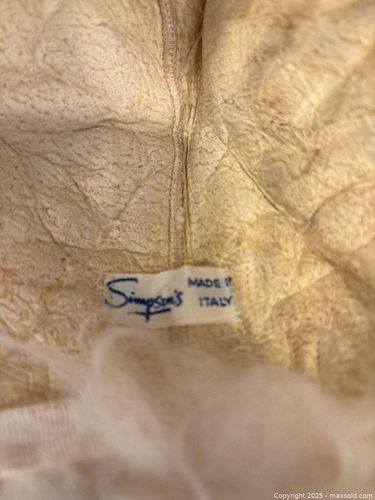 Simpson's
MADE IN
ITALY
Copyright © 2025 - maxsold.com